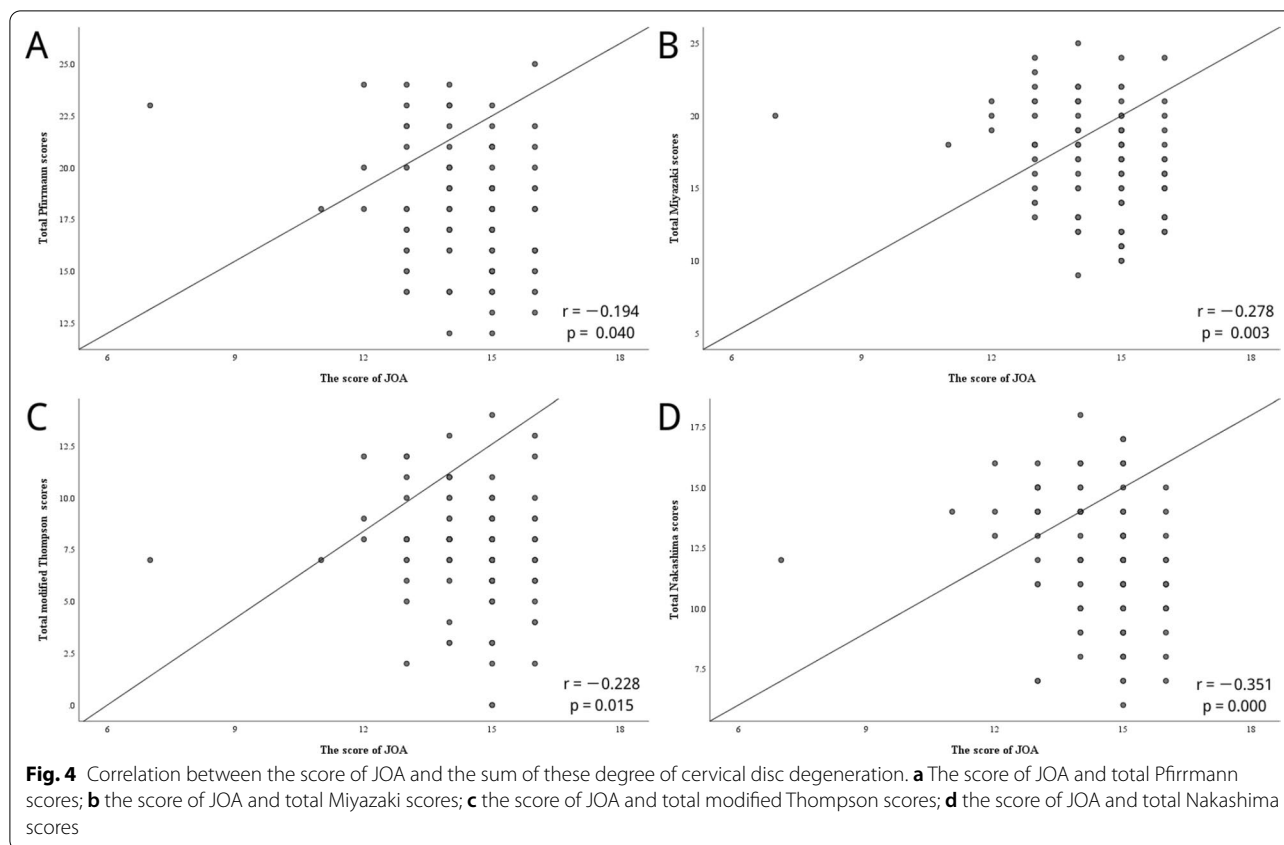 A
Total Pfirrmann scores
25.0
22.5
20.0
17.5
15.0
12.5
r = −0.194
p = 0.040
6 9 12 15 18
The score of JOA
B
Total Miyazaki scores
25
20
15
10
5
r = −0.278
p = 0.003
6 9 12 15 18
The score of JOA
C
Total modified Thompson scores
12.5
10.0
7.5
5.0
2.5
.0
r = −0.228
p = 0.015
6 9 12 15 18
The score of JOA
D
Total Nakashima scores
17.5
15.0
12.5
10.0
7.5
r = −0.351
p = 0.000
6 9 12 15 18
The score of JOA
Fig. 4 Correlation between the score of JOA and the sum of these degree of cervical disc degeneration. a The score of JOA and total Pfirrmann
scores; b the score of JOA and total Miyazaki scores; c the score of JOA and total modified Thompson scores; d the score of JOA and total Nakashima
scores